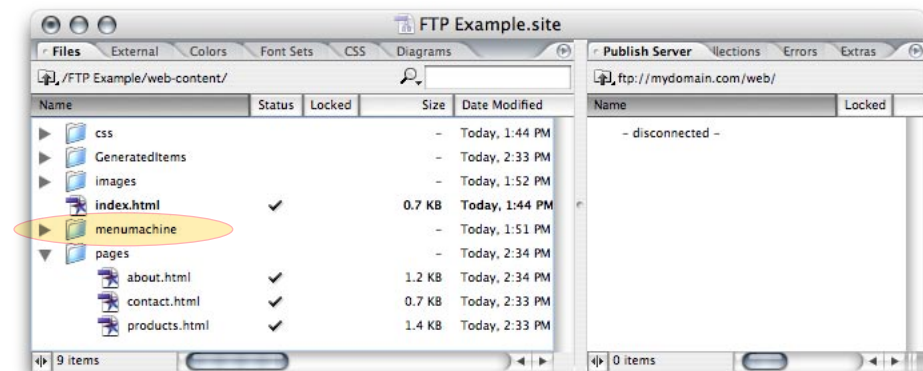 FTP Example.site
Files External Colors Font Sets CSS Diagrams
/FTP Example/web-content/
Name Status Locked Size Date Modified
css – Today, 1:44 PM
GeneratedItems – Today, 2:33 PM
images – Today, 1:52 PM
index.html 0.7 KB Today, 1:44 PM
menumachine – Today, 1:51 PM
pages – Today, 2:34 PM
about.html 1.2 KB Today, 2:34 PM
contact.html 0.7 KB Today, 2:33 PM
products.html 1.4 KB Today, 2:33 PM
9 items
Publish Server llections Errors Extras
ftp://mydomain.com/web/
Name Locked
– disconnected –
0 items